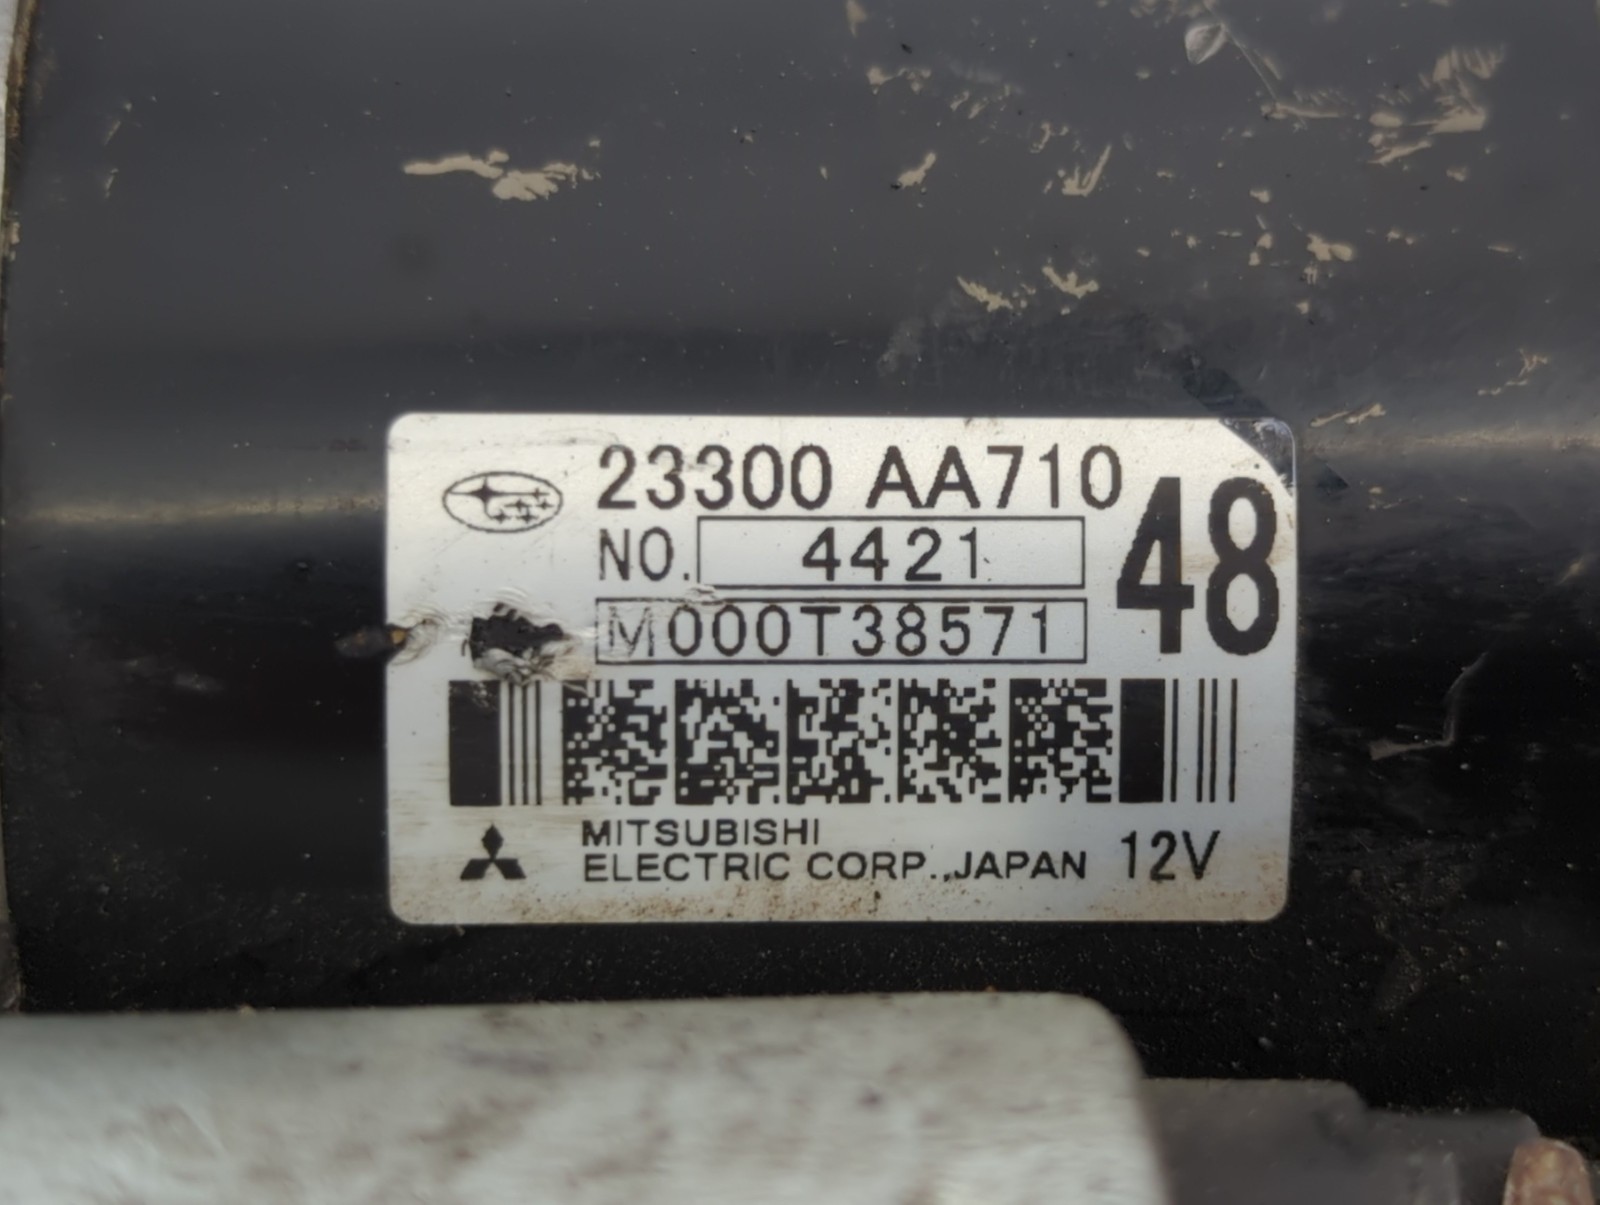 23300 AA710
NO. 4421
48
M000T38571
MITSUBISHI
ELECTRIC CORP., JAPAN 12V